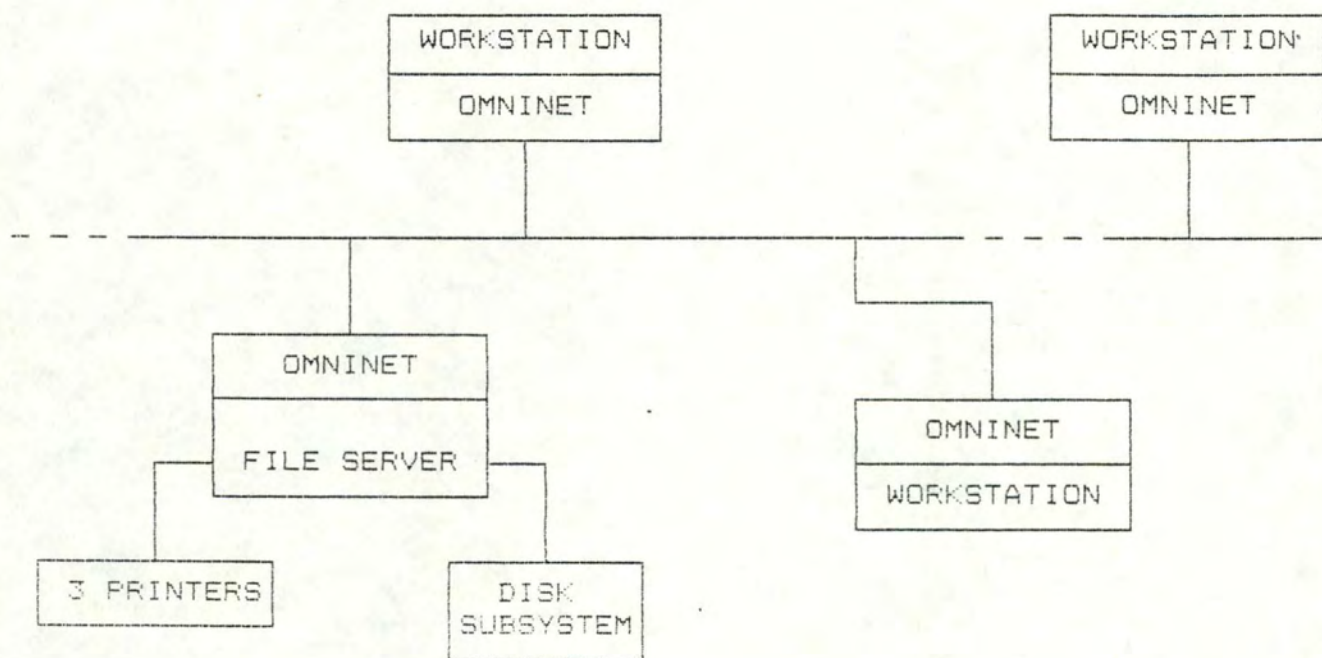 WORKSTATION
OMNINET
WORKSTATION
OMNINET
OMNINET
FILE SERVER
OMNINET
WORKSTATION
3 PRINTERS
DISK
SUBSYSTEM